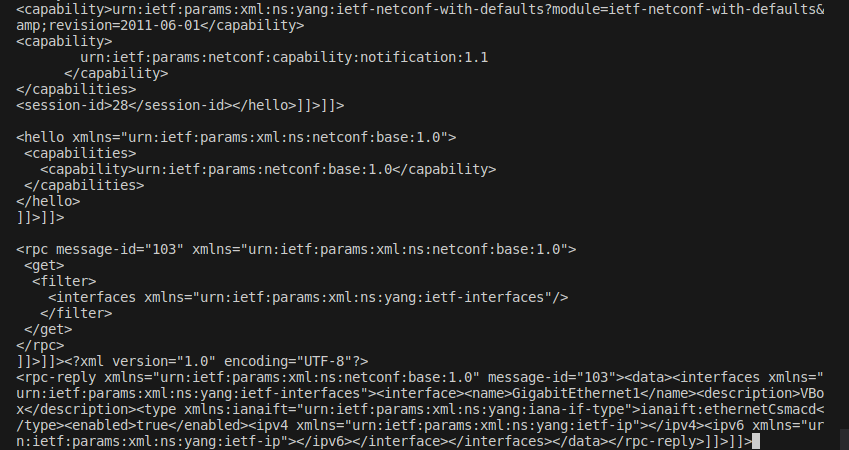 <capability>urn:ietf:params:xml:ns:yang:ietf-netconf-with-defaults?module=ietf-netconf-with-defaults&
amp;revision=2011-06-01</capability>
<capability>
        urn:ietf:params:netconf:capability:notification:1.1
      </capability>
</capabilities>
<session-id>28</session-id></hello>]]>]]>

<hello xmlns="urn:ietf:params:xml:ns:netconf:base:1.0">
 <capabilities>
   <capability>urn:ietf:params:netconf:base:1.0</capability>
 </capabilities>
</hello>
]]>]]>

<rpc message-id="103" xmlns="urn:ietf:params:xml:ns:netconf:base:1.0">
 <get>
  <filter>
    <interfaces xmlns="urn:ietf:params:xml:ns:yang:ietf-interfaces"/>
   </filter>
 </get>
</rpc>
]]>]]><?xml version="1.0" encoding="UTF-8"?>
<rpc-reply xmlns="urn:ietf:params:xml:ns:netconf:base:1.0" message-id="103"><data><interfaces xmlns="
urn:ietf:params:xml:ns:yang:ietf-interfaces"><interface><name>GigabitEthernet1</name><description>VBo
x</description><type xmlns:ianaift="urn:ietf:params:xml:ns:yang:iana-if-type">ianaift:ethernetCsmacd<
/type><enabled>true</enabled><ipv4 xmlns="urn:ietf:params:xml:ns:yang:ietf-ip"></ipv4><ipv6 xmlns="ur
n:ietf:params:xml:ns:yang:ietf-ip"></ipv6></interface></interfaces></data></rpc-reply>]]>]]>